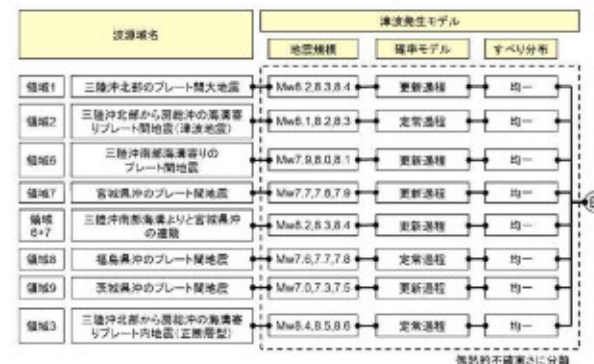 波源域名
津波発生モデル
地震規模
確率モデル
すべり分布
領域1
三陸沖北部のプレート間大地震
Mw8.2,8.3,8.4
更新過程
均一
領域2
三陸沖北部から房総沖の海溝寄
りプレート間地震(津波地震)
Mw8.1,8.2,8.3
定常過程
均一
領域6
三陸沖南部海溝寄りの
プレート間地震
Mw7.9,8.0,8.1
更新過程
均一
領域7
宮城県沖のプレート間地震
更新過程
均一
領域
6+7
三陸沖南部海溝よりと宮城県沖
の連動
Mw8.2,8.3,8.4
更新過程
均一
領域8
福島県沖のプレート間地震
Mw7.6,7.7,7.8
定常過程
均一
領域9
茨城県沖のプレート間地震
Mw7.0,7.3,7.5
更新過程
均一
領域3
三陸沖北部から房総沖の海溝寄
りプレート内地震(正断層型)
Mw8.4,8.5,8.6
定常過程
均一
偶然的不確実さに分類